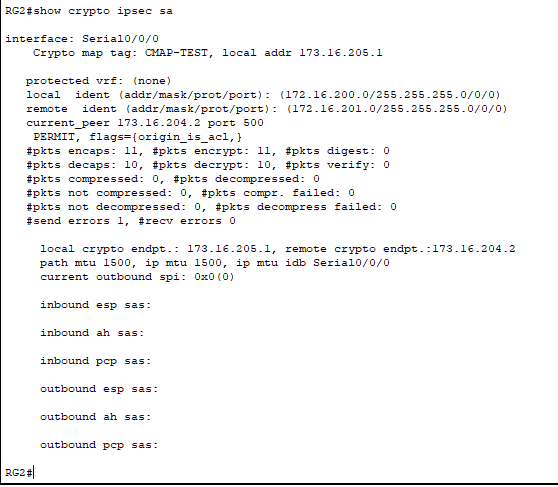 RG2#show crypto ipsec sa
interface: Serial0/0/0
Crypto map tag: CMAP-TEST, local addr 173.16.205.1
protected vrf: (none)
local ident (addr/mask/prot/port): (172.16.200.0/255.255.255.0/0/0)
remote ident (addr/mask/prot/port): (172.16.201.0/255.255.255.0/0/0)
current_peer 173.16.204.2 port 500
PERMIT, flags={origin_is_acl,}
#pkts encaps: 11, #pkts encrypt: 11, #pkts digest: 0
#pkts decaps: 10, #pkts decrypt: 10, #pkts verify: 0
#pkts compressed: 0, #pkts decompressed: 0
#pkts not compressed: 0, #pkts compr. failed: 0
#pkts not decompressed: 0, #pkts decompress failed: 0
#send errors 1, #recv errors 0
local crypto endpt.: 173.16.205.1, remote crypto endpt.:173.16.204.2
path mtu 1500, ip mtu 1500, ip mtu idb Serial0/0/0
current outbound spi: 0x0(0)
inbound esp sas:
inbound ah sas:
inbound pcp sas:
outbound esp sas:
outbound ah sas:
outbound pcp sas:
RG2#